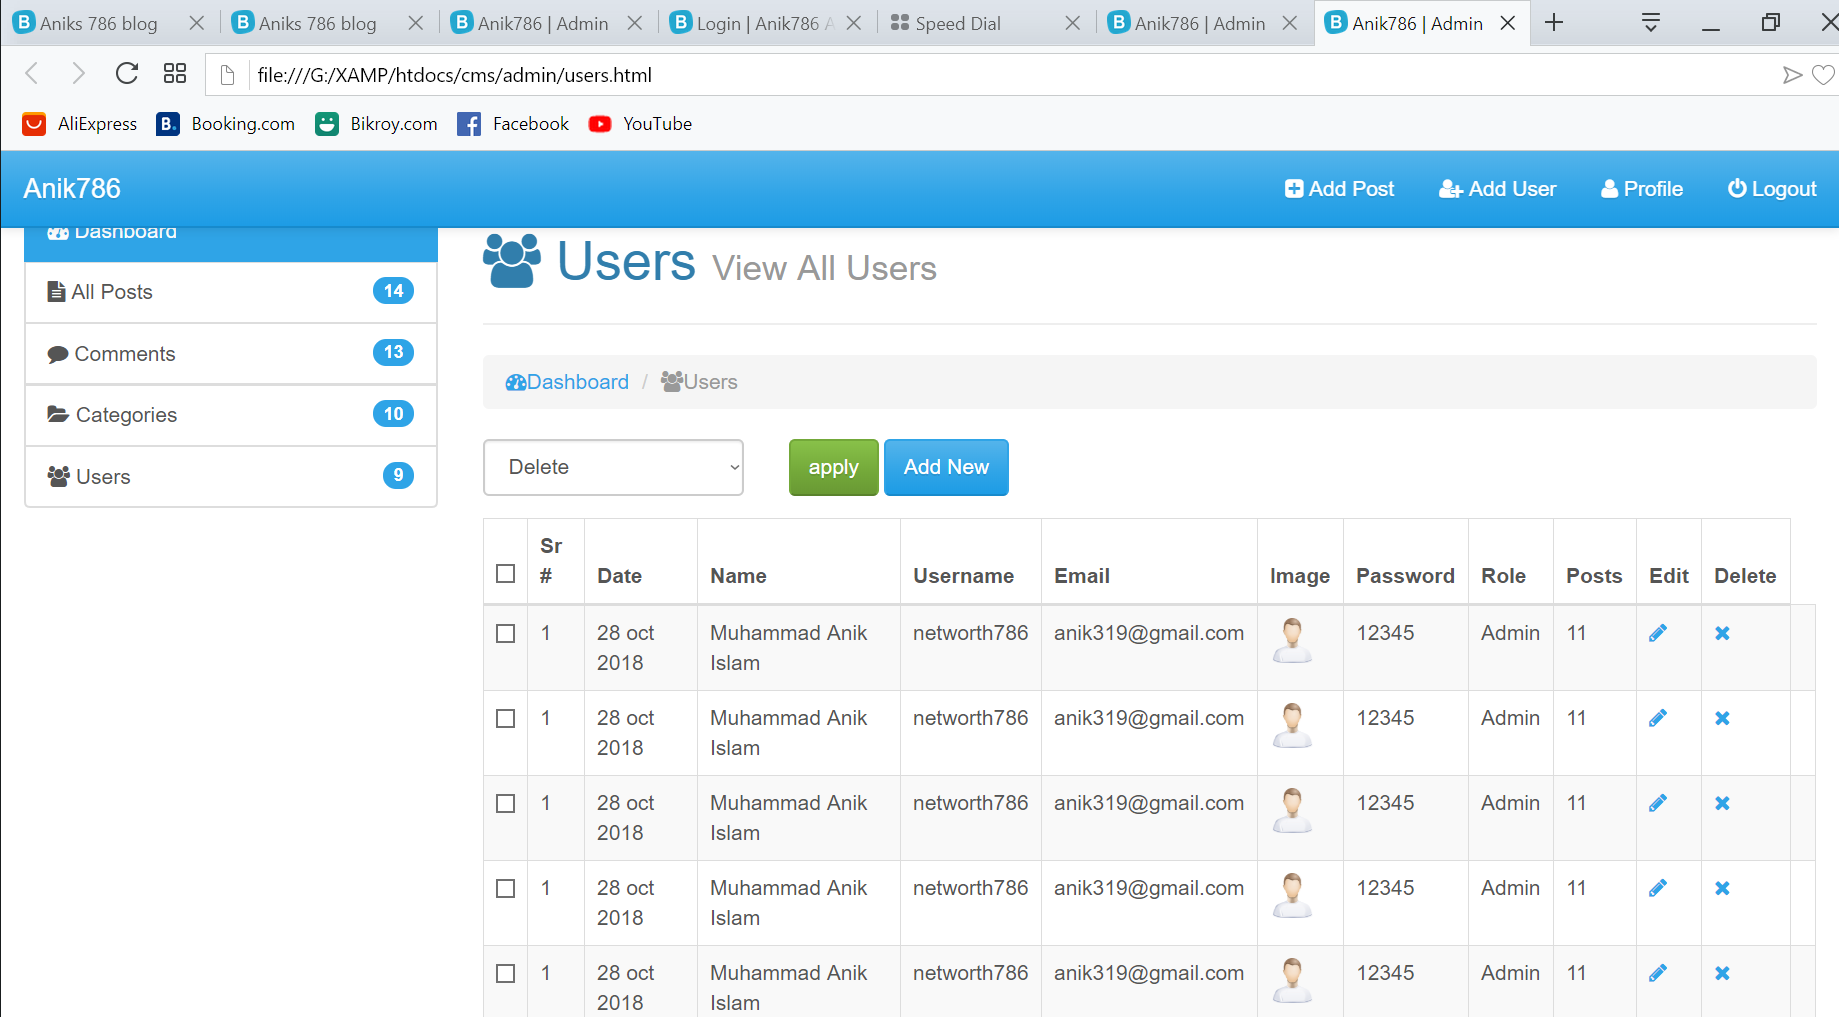 Aniks 786 blog
Aniks 786 blog
Anik786 | Admin
Login | Anik786 A
Speed Dial
Anik786 | Admin
Anik786 | Admin
file:///G:/XAMP/htdocs/cms/admin/users.html
AliExpress
B. Booking.com
Bikroy.com
Facebook
YouTube
Anik786
Add Post
Add User
Profile
Logout
Dashboard
All Posts 14
Comments 13
Categories 10
Users 9
Users View All Users
Dashboard / Users
Delete
apply
Add New
Sr # Date Name Username Email Image Password Role Posts Edit Delete
1 28 oct 2018 Muhammad Anik Islam networth786 anik319@gmail.com 12345 Admin 11
1 28 oct 2018 Muhammad Anik Islam networth786 anik319@gmail.com 12345 Admin 11
1 28 oct 2018 Muhammad Anik Islam networth786 anik319@gmail.com 12345 Admin 11
1 28 oct 2018 Muhammad Anik Islam networth786 anik319@gmail.com 12345 Admin 11
1 28 oct 2018 Muhammad Anik Islam networth786 anik319@gmail.com 12345 Admin 11